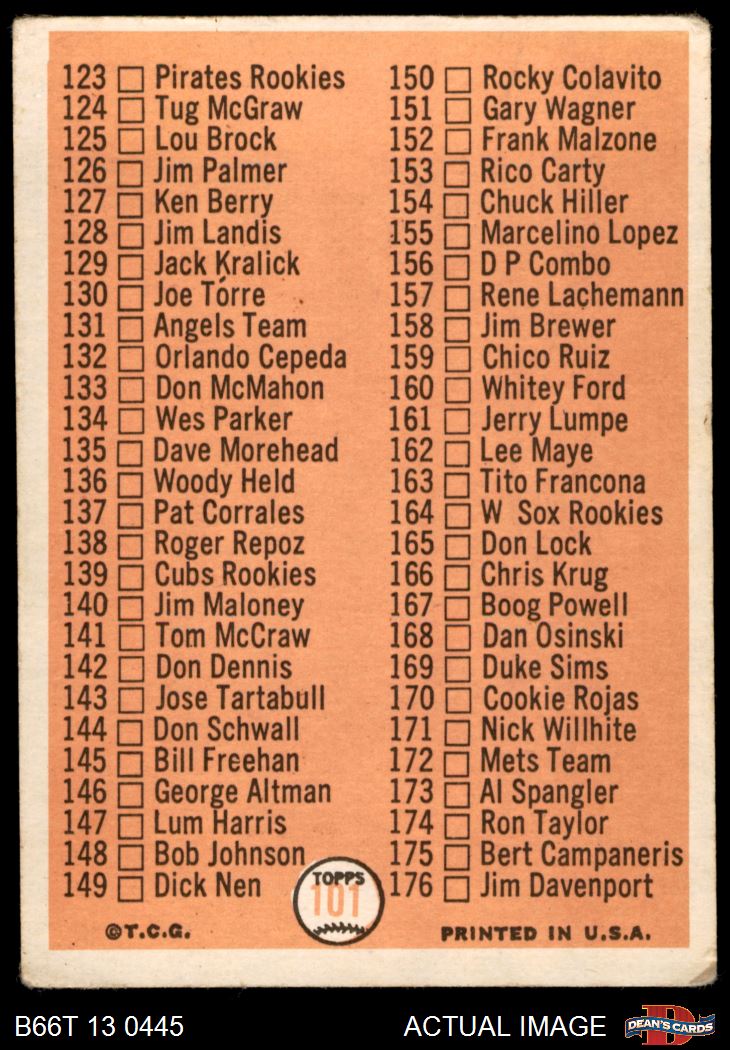 123 Pirates Rookies
124 Tug McGraw
125 Lou Brock
126 Jim Palmer
127 Ken Berry
128 Jim Landis
129 Jack Kralick
130 Joe Torre
131 Angels Team
132 Orlando Cepeda
133 Don McMahon
134 Wes Parker
135 Dave Morehead
136 Woody Held
137 Pat Corrales
138 Roger Repoz
139 Cubs Rookies
140 Jim Maloney
141 Tom McCraw
142 Don Dennis
143 Jose Tartabull
144 Don Schwall
145 Bill Freehan
146 George Altman
147 Lum Harris
148 Bob Johnson
149 Dick Nen
150 Rocky Colavito
151 Gary Wagner
152 Frank Malzone
153 Rico Carty
154 Chuck Hiller
155 Marcelino Lopez
156 D P Combo
157 Rene Lachemann
158 Jim Brewer
159 Chico Ruiz
160 Whitey Ford
161 Jerry Lumpe
162 Lee Maye
163 Tito Francona
164 W Sox Rookies
165 Don Lock
166 Chris Krug
167 Boog Powell
168 Dan Osinski
169 Duke Sims
170 Cookie Rojas
171 Nick Willhite
172 Mets Team
173 Al Spangler
174 Ron Taylor
175 Bert Campaneris
176 Jim Davenport
TOPPS
101
©T.C.G.
PRINTED IN U.S.A.
B66T 13 0445
ACTUAL IMAGE
D
DEAN'S CARDS